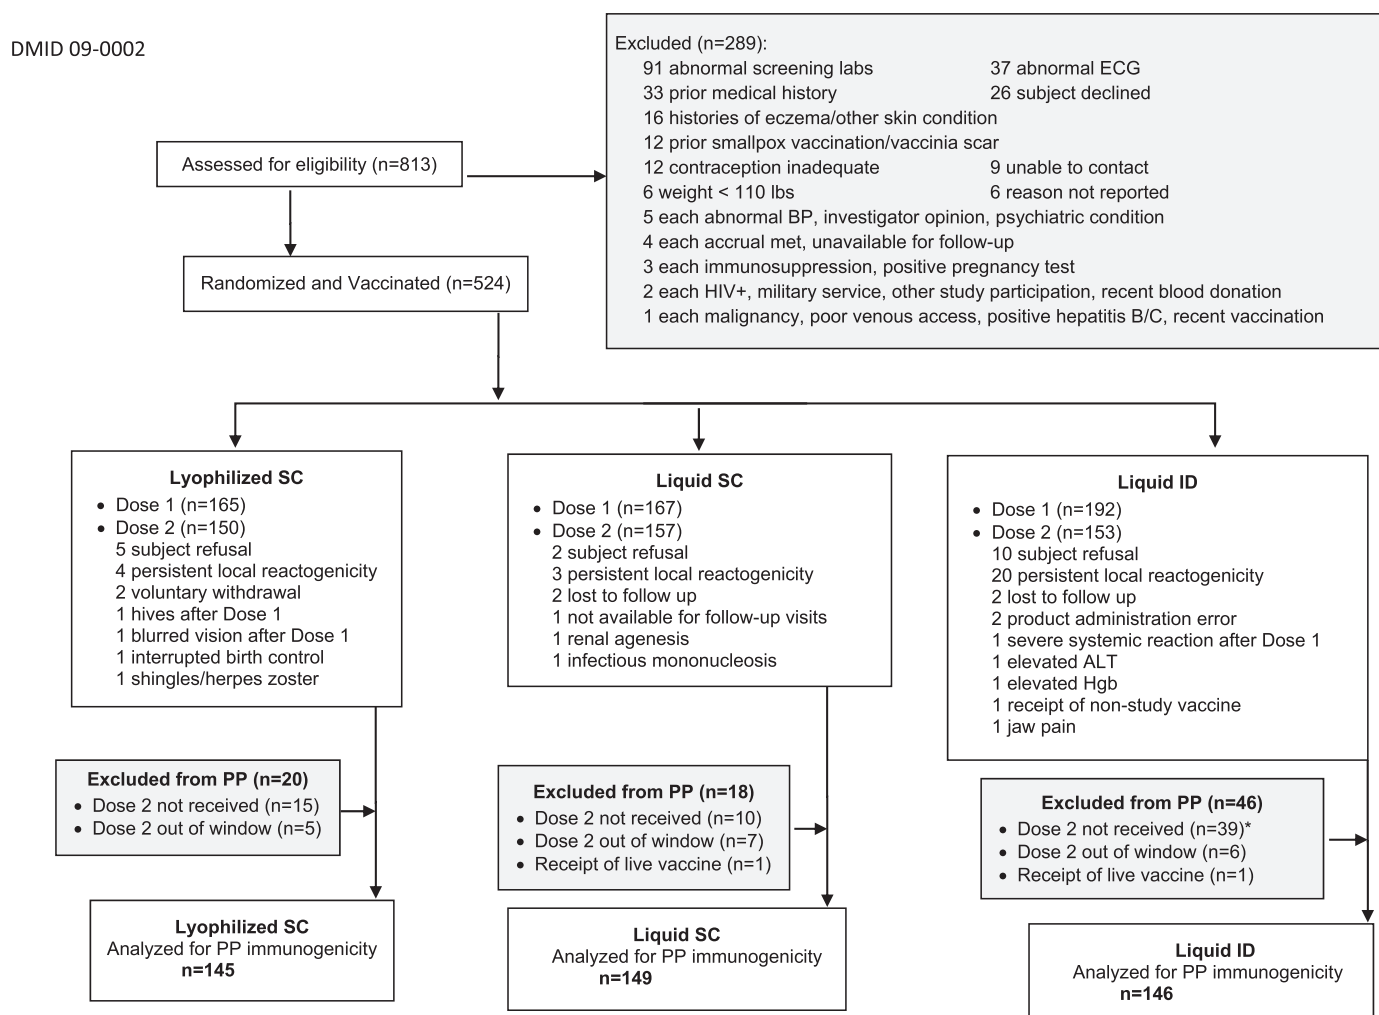 DMID 09-0002
Excluded (n=289):
91 abnormal screening labs 37 abnormal ECG
33 prior medical history 26 subject declined
16 histories of eczema/other skin condition
12 prior smallpox vaccination/vaccinia scar
12 contraception inadequate 9 unable to contact
6 weight < 110 lbs 6 reason not reported
5 each abnormal BP, investigator opinion, psychiatric condition
4 each accrual met, unavailable for follow-up
3 each immunosuppression, positive pregnancy test
2 each HIV+, military service, other study participation, recent blood donation
1 each malignancy, poor venous access, positive hepatitis B/C, recent vaccination
Assessed for eligibility (n=813)
Randomized and Vaccinated (n=524)
Lyophilized SC
• Dose 1 (n=165)
• Dose 2 (n=150)
5 subject refusal
4 persistent local reactogenicity
2 voluntary withdrawal
1 hives after Dose 1
1 blurred vision after Dose 1
1 interrupted birth control
1 shingles/herpes zoster
Liquid SC
• Dose 1 (n=167)
• Dose 2 (n=157)
2 subject refusal
3 persistent local reactogenicity
2 lost to follow up
1 not available for follow-up visits
1 renal agenesis
1 infectious mononucleosis
Liquid ID
• Dose 1 (n=192)
• Dose 2 (n=153)
10 subject refusal
20 persistent local reactogenicity
2 lost to follow up
2 product administration error
1 severe systemic reaction after Dose 1
1 elevated ALT
1 elevated Hgb
1 receipt of non-study vaccine
1 jaw pain
Excluded from PP (n=20)
• Dose 2 not received (n=15)
• Dose 2 out of window (n=5)
Excluded from PP (n=18)
• Dose 2 not received (n=10)
• Dose 2 out of window (n=7)
• Receipt of live vaccine (n=1)
Excluded from PP (n=46)
• Dose 2 not received (n=39)*
• Dose 2 out of window (n=6)
• Receipt of live vaccine (n=1)
Lyophilized SC
Analyzed for PP immunogenicity
n=145
Liquid SC
Analyzed for PP immunogenicity
n=149
Liquid ID
Analyzed for PP immunogenicity
n=146